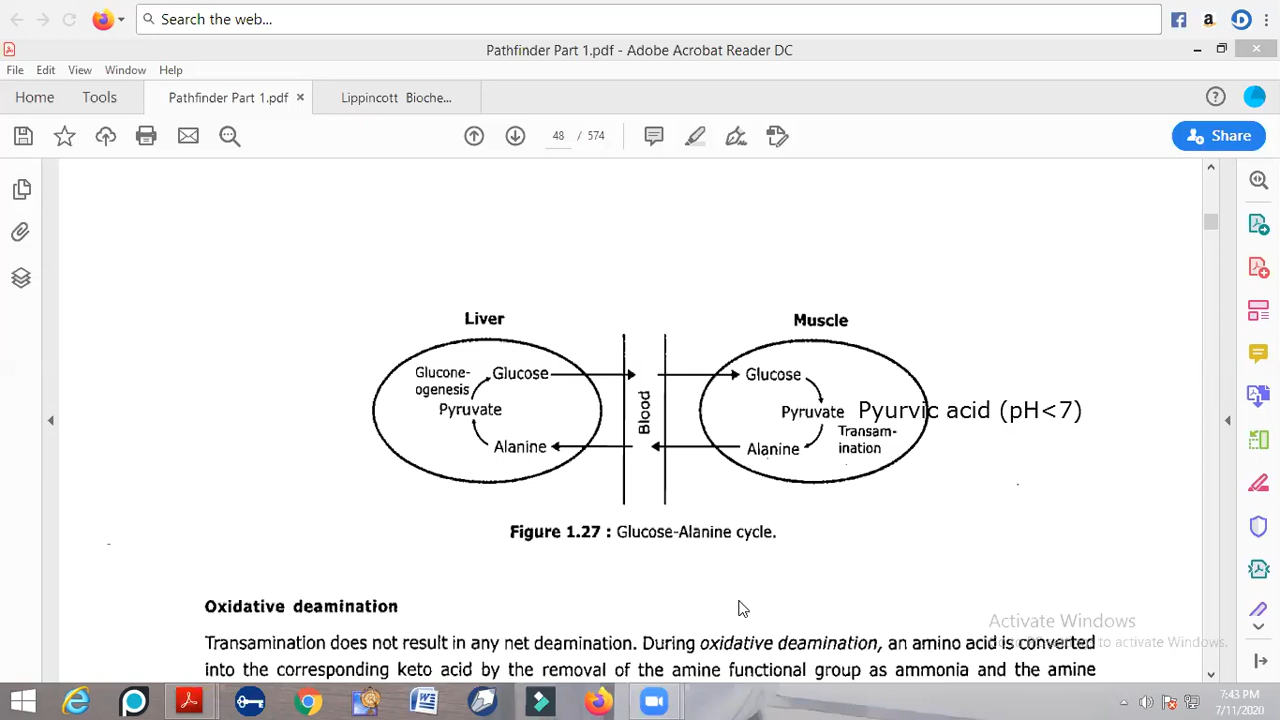 Search the web...
Pathfinder Part 1.pdf - Adobe Acrobat Reader DC
File Edit View Window Help
Home Tools Pathfinder Part 1.pdf × Lippincott Bioche...
48 / 574 Share
Liver Muscle
Glucone-
ogenesis
Glucose
Pyruvate
Alanine
Blood
Glucose
Pyruvate Pyurvic acid (pH<7)
Transam-
ination
Alanine
Figure 1.27 : Glucose-Alanine cycle.
Oxidative deamination
Activate Windows
to activate Windows.
Transamination does not result in any net deamination. During oxidative deamination, an amino acid is converted
into the corresponding keto acid by the removal of the amine functional group as ammonia and the amine
7:43 PM
7/11/2020